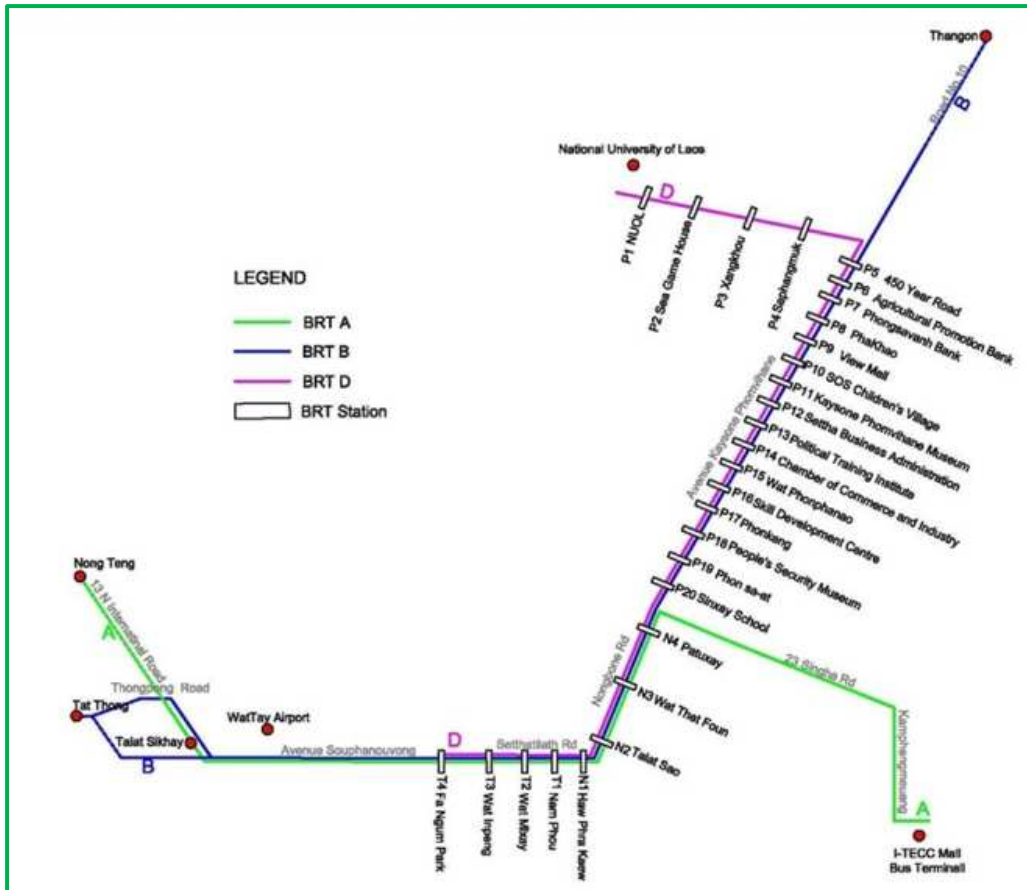 Thangon
Road No.10
B
National University of Laos
D
P1 NUOL
P2 Sea Game House
P3 Xangkhou
P4 Saphangmuk
P5 450 Year Road
P6 Agricultural Promotion Bank
P7 Phongsavanh Bank
P8 PhaKhao
P9 View Mall
P10 SOS Children's Village
P11 Kaysone Phomvihane Museum
P12 Settha Business Administration
P13 Political Training Institute
P14 Chamber of Commerce and Industry
P15 Wat Phonphanao
P16 Skill Development Centre
P17 Phonkeng
P18 People's Security Museum
P19 Phon sa-at
P20 Sinxay School
Avenue Kaysone Phomvihane
LEGEND
BRT A
BRT B
BRT D
BRT Station
Nong Teng
13 N Internatinal Road
A
Thongpong Road
Tat Thong
Talat Sikhay
B
WatTay Airport
Avenue Souphanouvong
D
Setthatilath Rd
T4 Fa Ngum Park
T3 Wat Inpeng
T2 Wat Mixay
T1 Nam Phou
N1 Haw Phra Kaew
N2 Talat Sao
N3 Wat That Foun
N4 Patuxay
Nongbone Rd
23 Singha Rd
Kamphengmeuang
A
I-TECC Mall
Bus Terminall